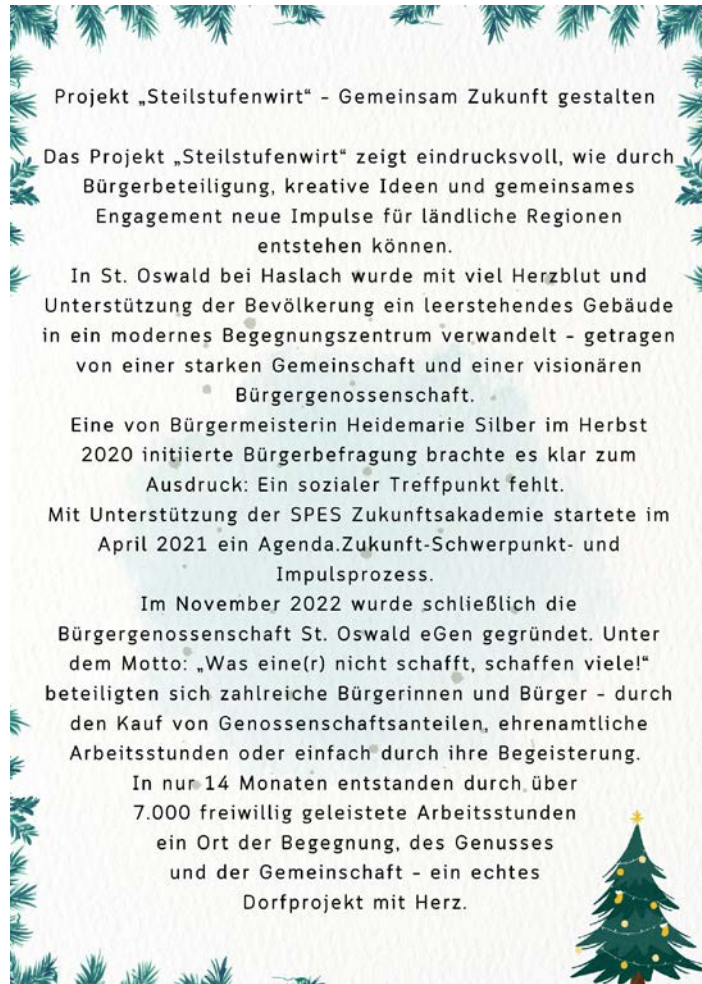 Projekt „Steilstufenwirt“ – Gemeinsam Zukunft gestalten
Das Projekt „Steilstufenwirt“ zeigt eindrucksvoll, wie durch
Bürgerbeteiligung, kreative Ideen und gemeinsames
Engagement neue Impulse für ländliche Regionen
entstehen können.
In St. Oswald bei Haslach wurde mit viel Herzblut und
Unterstützung der Bevölkerung ein leerstehendes Gebäude
in ein modernes Begegnungszentrum verwandelt – getragen
von einer starken Gemeinschaft und einer visionären
Bürgergenossenschaft.
Eine von Bürgermeisterin Heidemarie Silber im Herbst
2020 initiierte Bürgerbefragung brachte es klar zum
Ausdruck: Ein sozialer Treffpunkt fehlt.
Mit Unterstützung der SPES Zukunftsakademie startete im
April 2021 ein Agenda.Zukunft-Schwerpunkt- und
Impulsprozess.
Im November 2022 wurde schließlich die
Bürgergenossenschaft St. Oswald eGen gegründet. Unter
dem Motto: „Was eine(r) nicht schafft, schaffen viele!“
beteiligten sich zahlreiche Bürgerinnen und Bürger – durch
den Kauf von Genossenschaftsanteilen, ehrenamtliche
Arbeitsstunden oder einfach durch ihre Begeisterung.
In nur 14 Monaten entstanden durch über
7.000 freiwillig geleistete Arbeitsstunden
ein Ort der Begegnung, des Genusses
und der Gemeinschaft – ein echtes
Dorfprojekt mit Herz.